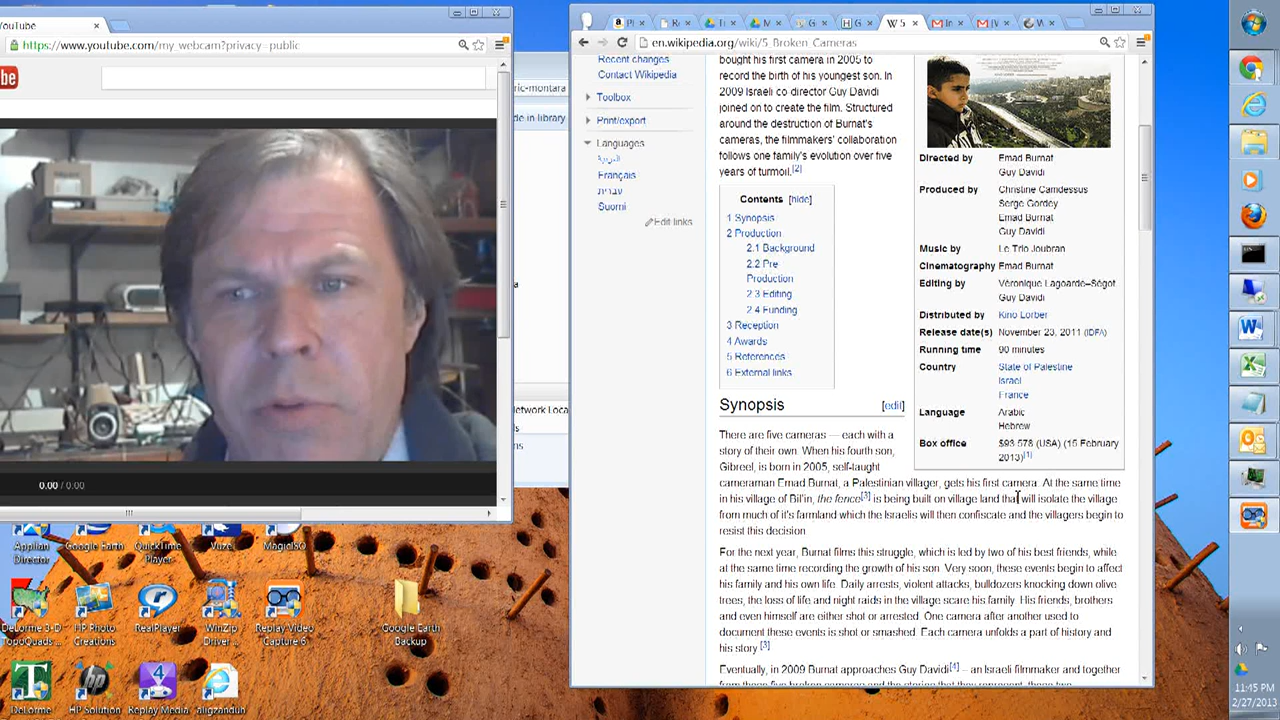 YouTube
https://www.youtube.com/my_webcam?privacy=public
be
ric-montara
de in library
etwork Loca
0:00 / 0:00
W 5
en.wikipedia.org/wiki/5_Broken_Cameras
Recent changes
Contact Wikipedia
Toolbox
Print/export
Languages
العربية
Français
עברית
Suomi
Edit links
bought his first camera in 2005 to
record the birth of his youngest son. In
2009 Israeli co-director Guy Davidi
joined on to create the film. Structured
around the destruction of Burnat's
cameras, the filmmakers' collaboration
follows one family's evolution over five
years of turmoil.[2]
Contents [hide]
1 Synopsis
2 Production
2.1 Background
2.2 Pre
Production
2.3 Editing
2.4 Funding
3 Reception
4 Awards
5 References
6 External links
Directed by Emad Burnat
Guy Davidi
Produced by Christine Camdessus
Serge Gordey
Emad Burnat
Guy Davidi
Music by Le Trio Joubran
Cinematography Emad Burnat
Editing by Véronique Lagoarde-Ségot
Guy Davidi
Distributed by Kino Lorber
Release date(s) November 23, 2011 (IDFA)
Running time 90 minutes
Country State of Palestine
Israel
France
Language Arabic
Hebrew
Box office $93,578 (USA) (15 February
2013)[1]
Synopsis [edit]
There are five cameras — each with a
story of their own. When his fourth son,
Gibreel, is born in 2005, self-taught
cameraman Emad Burnat, a Palestinian villager, gets his first camera. At the same time
in his village of Bil'in, the fence[3] is being built on village land that will isolate the village
from much of it's farmland which the Israelis will then confiscate and the villagers begin to
resist this decision.
For the next year, Burnat films this struggle, which is led by two of his best friends, while
at the same time recording the growth of his son. Very soon, these events begin to affect
his family and his own life. Daily arrests, violent attacks, bulldozers knocking down olive
trees, the loss of life and night raids in the village scare his family. His friends, brothers
and even himself are either shot or arrested. One camera after another used to
document these events is shot or smashed. Each camera unfolds a part of history and
his story.[3]
Eventually, in 2009 Burnat approaches Guy Davidi[4] – an Israeli filmmaker and together
Applian
Director
Google Earth
QuickTime
Player
Vuze
MagicISO
DeLorme 3-D
TopoQuads...
HP Photo
Creations
RealPlayer
WinZip
Driver...
Replay Video
Capture 6
Google Earth
Backup
DeLorme
HP Solution
Replay Media
aligzanduh
11:45 PM
2/27/2013